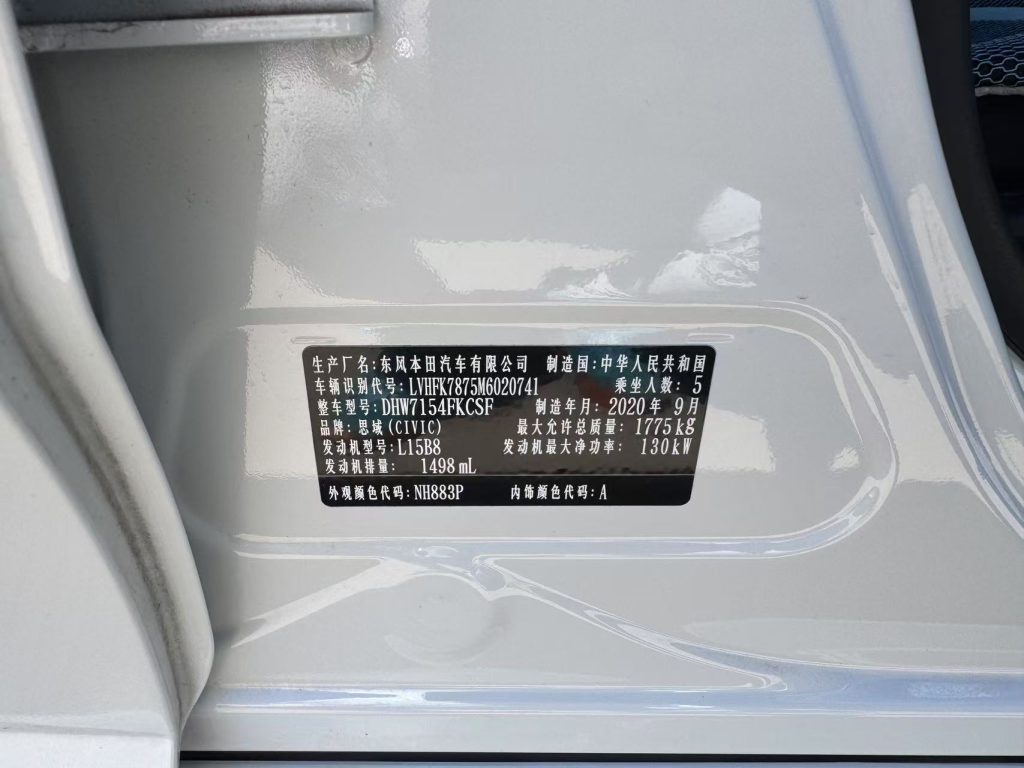 生产厂名:东风本田汽车有限公司 制造国:中华人民共和国
车辆识别代号:LVHFK7875M6020741 乘坐人数: 5
整车型号:DHW7154FKCSF 制造年月:2020年 9月
品牌: 思域(CIVIC) 最大允许总质量: 1775kg
发动机型号:L15B8 发动机最大净功率: 130kW
发动机排量: 1498mL
外观颜色代码:NH883P 内饰颜色代码:A